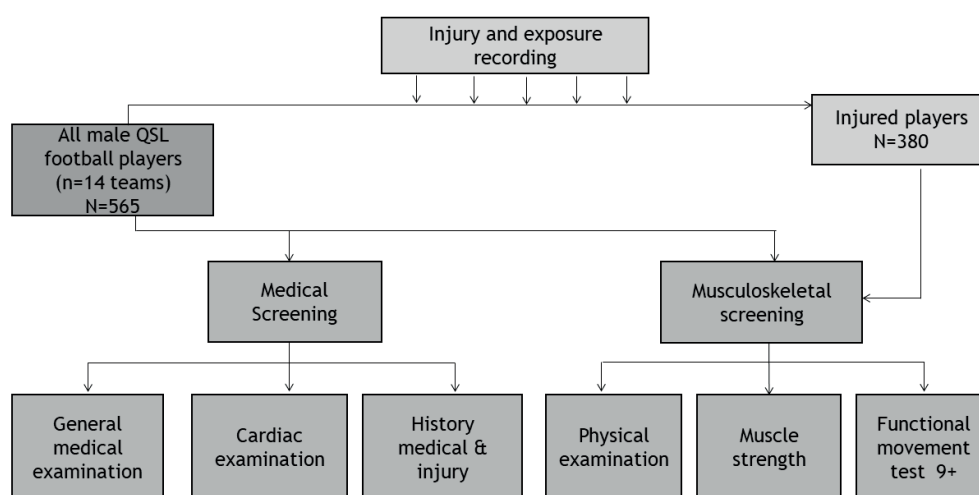 Injury and exposure
recording
All male QSL
football players
(n=14 teams)
N=565
Injured players
N=380
Medical
Screening
Musculoskeletal
screening
General
medical
examination
Cardiac
examination
History
medical &
injury
Physical
examination
Muscle
strength
Functional
movement
test 9+